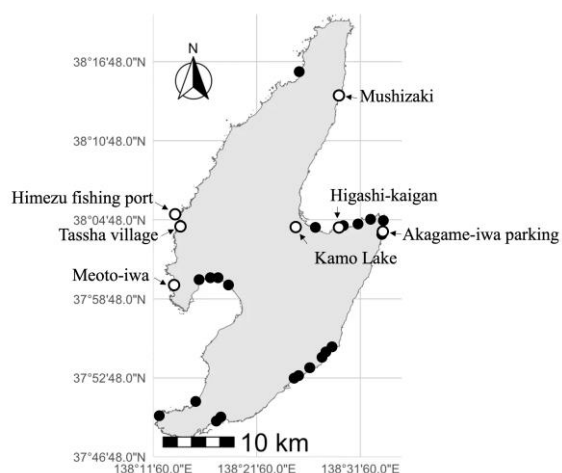 N
38°16'48.0"N
Mushizaki
38°10'48.0"N
Himezu fishing port
Higashi-kaigan
38°04'48.0"N
Tassha village
Akagame-iwa parking
Kamo Lake
Meoto-iwa
37°58'48.0"N
37°52'48.0"N
10 km
37°46'48.0"N
138°11'60.0"E 138°21'60.0"E 138°31'60.0"E